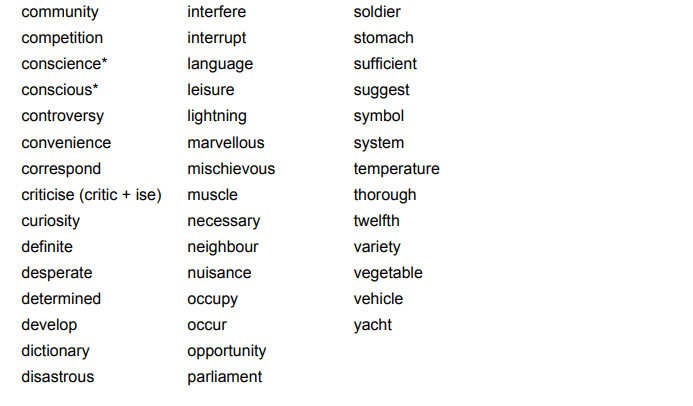 community
competition
conscience*
conscious*
controversy
convenience
correspond
criticise (critic + ise)
curiosity
definite
desperate
determined
develop
dictionary
disastrous
interfere
interrupt
language
leisure
lightning
marvellous
mischievous
muscle
necessary
neighbour
nuisance
occupy
occur
opportunity
parliament
soldier
stomach
sufficient
suggest
symbol
system
temperature
thorough
twelfth
variety
vegetable
vehicle
yacht